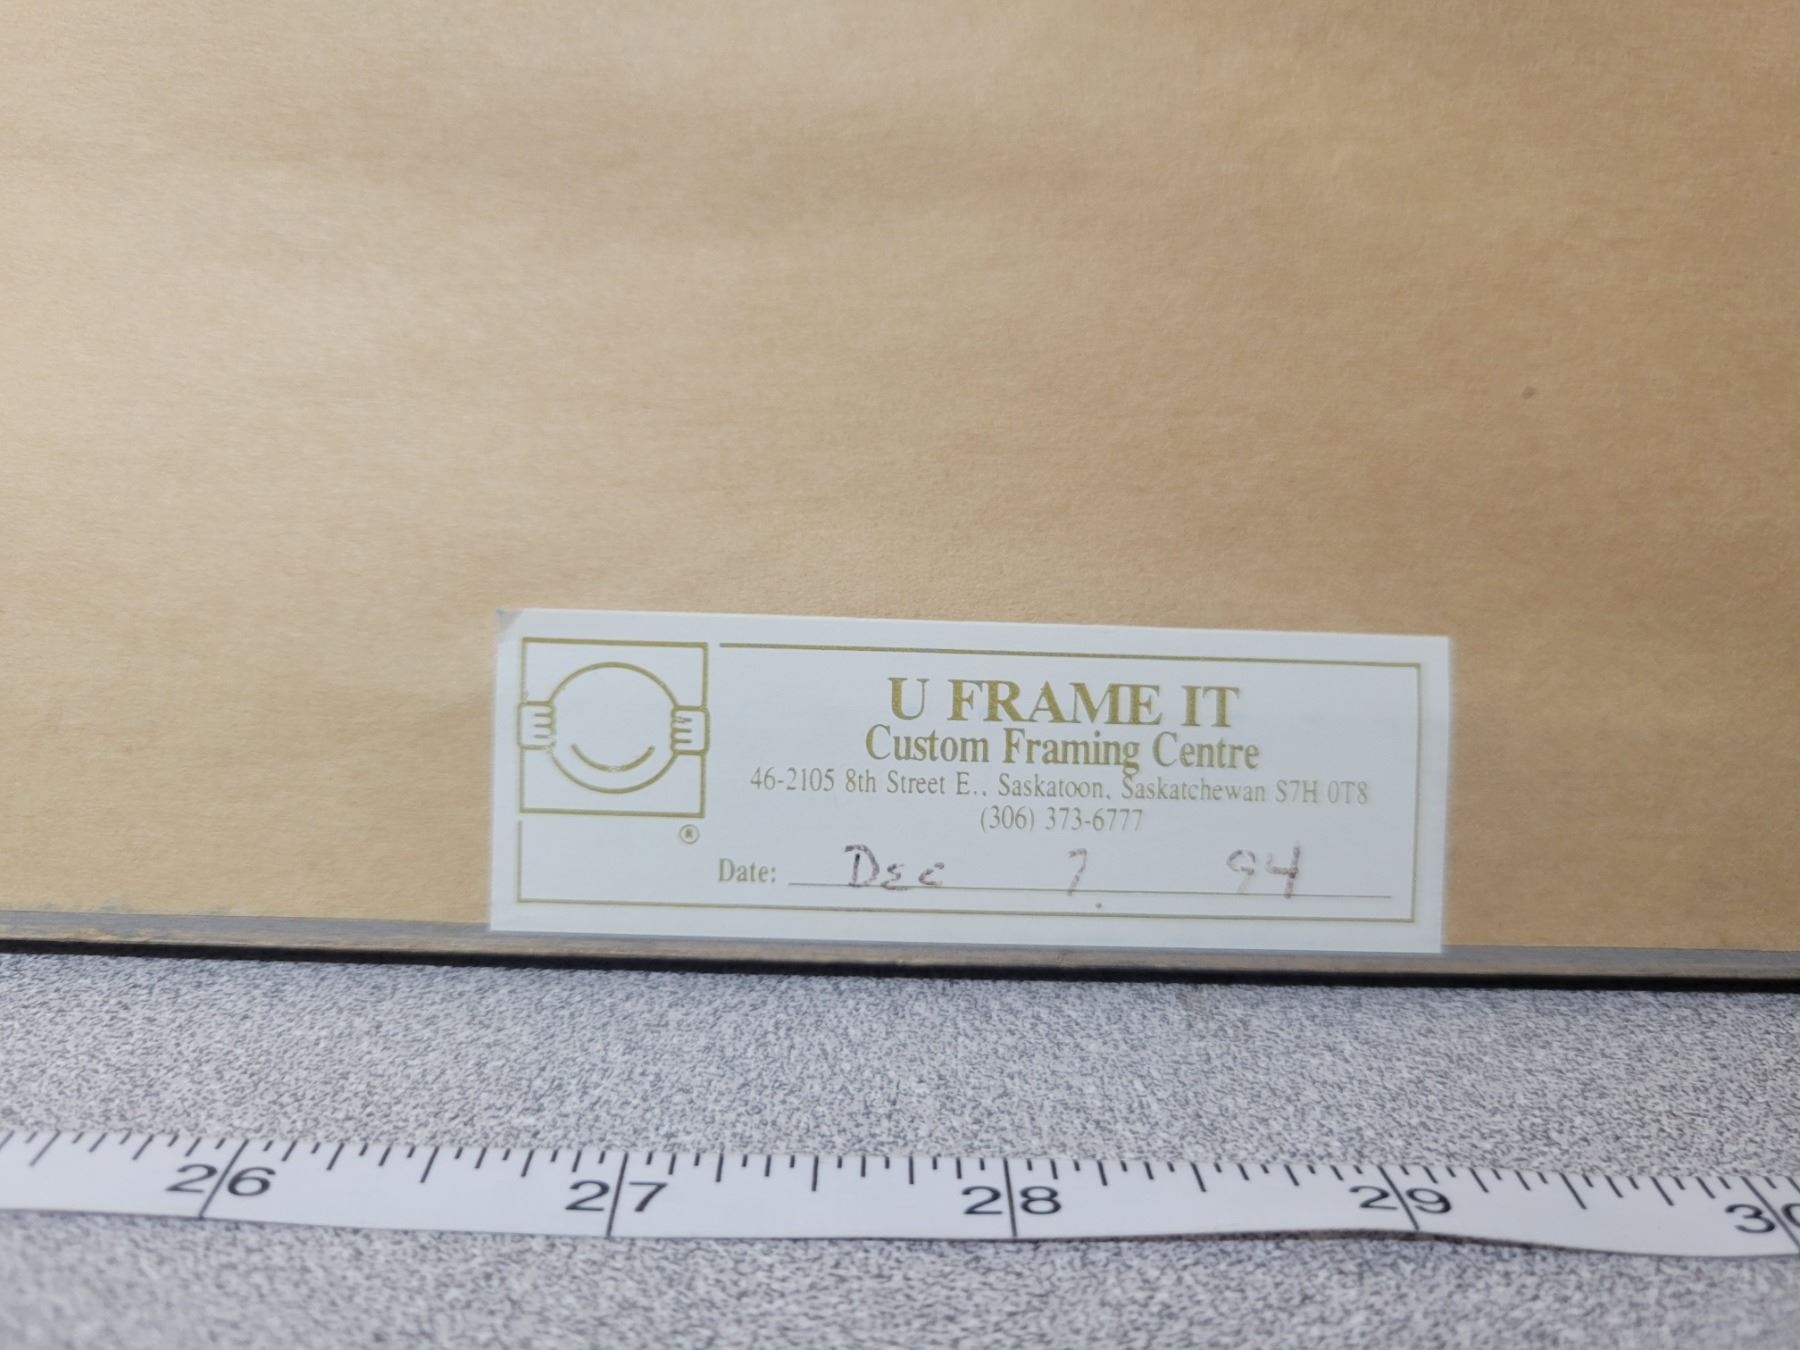 U FRAME IT
Custom Framing Centre
46-2105 8th Street E., Saskatoon, Saskatchewan S7H 0T8
(306) 373-6777
®
Date: Dec 7. 94
26 27 28 29 30